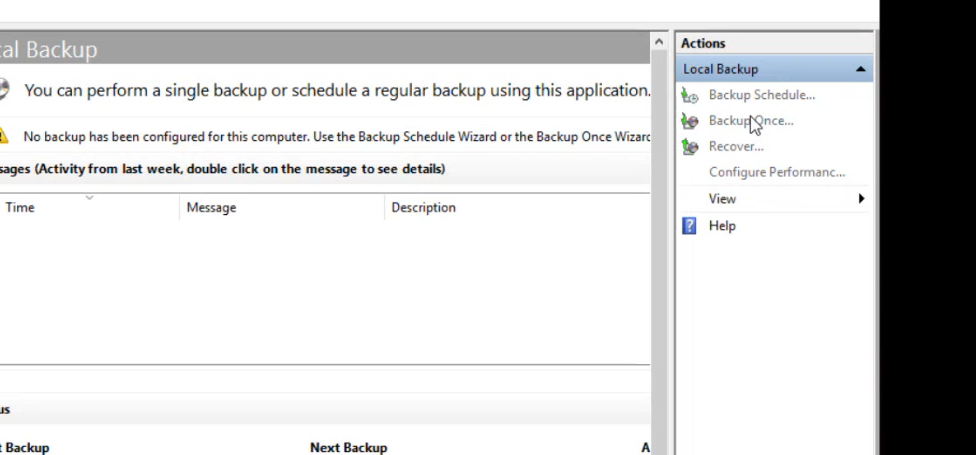 cal Backup
You can perform a single backup or schedule a regular backup using this application.
No backup has been configured for this computer. Use the Backup Schedule Wizard or the Backup Once Wizard
sages (Activity from last week, double click on the message to see details)
Time Message Description
us
t Backup Next Backup A
Actions
Local Backup
Backup Schedule...
Backup Once...
Recover...
Configure Performanc...
View
Help